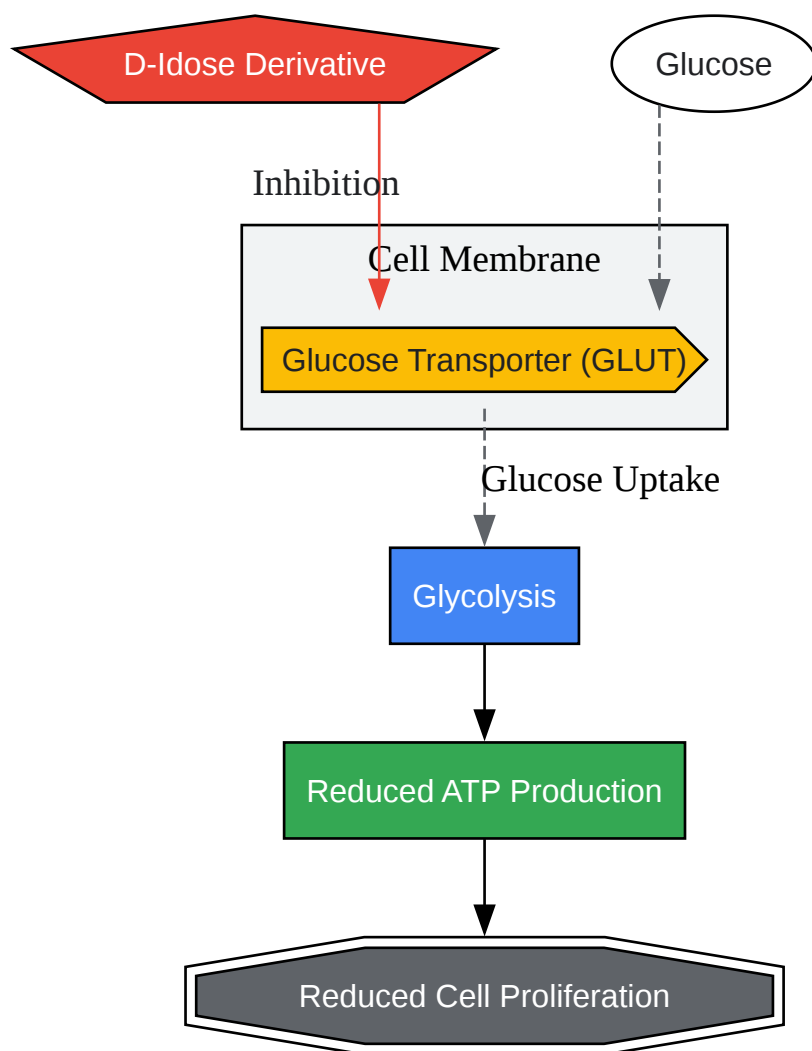 D-Idose Derivative
Glucose
Inhibition
Cell Membrane
Glucose Transporter (GLUT)
Glucose Uptake
Glycolysis
Reduced ATP Production
Reduced Cell Proliferation